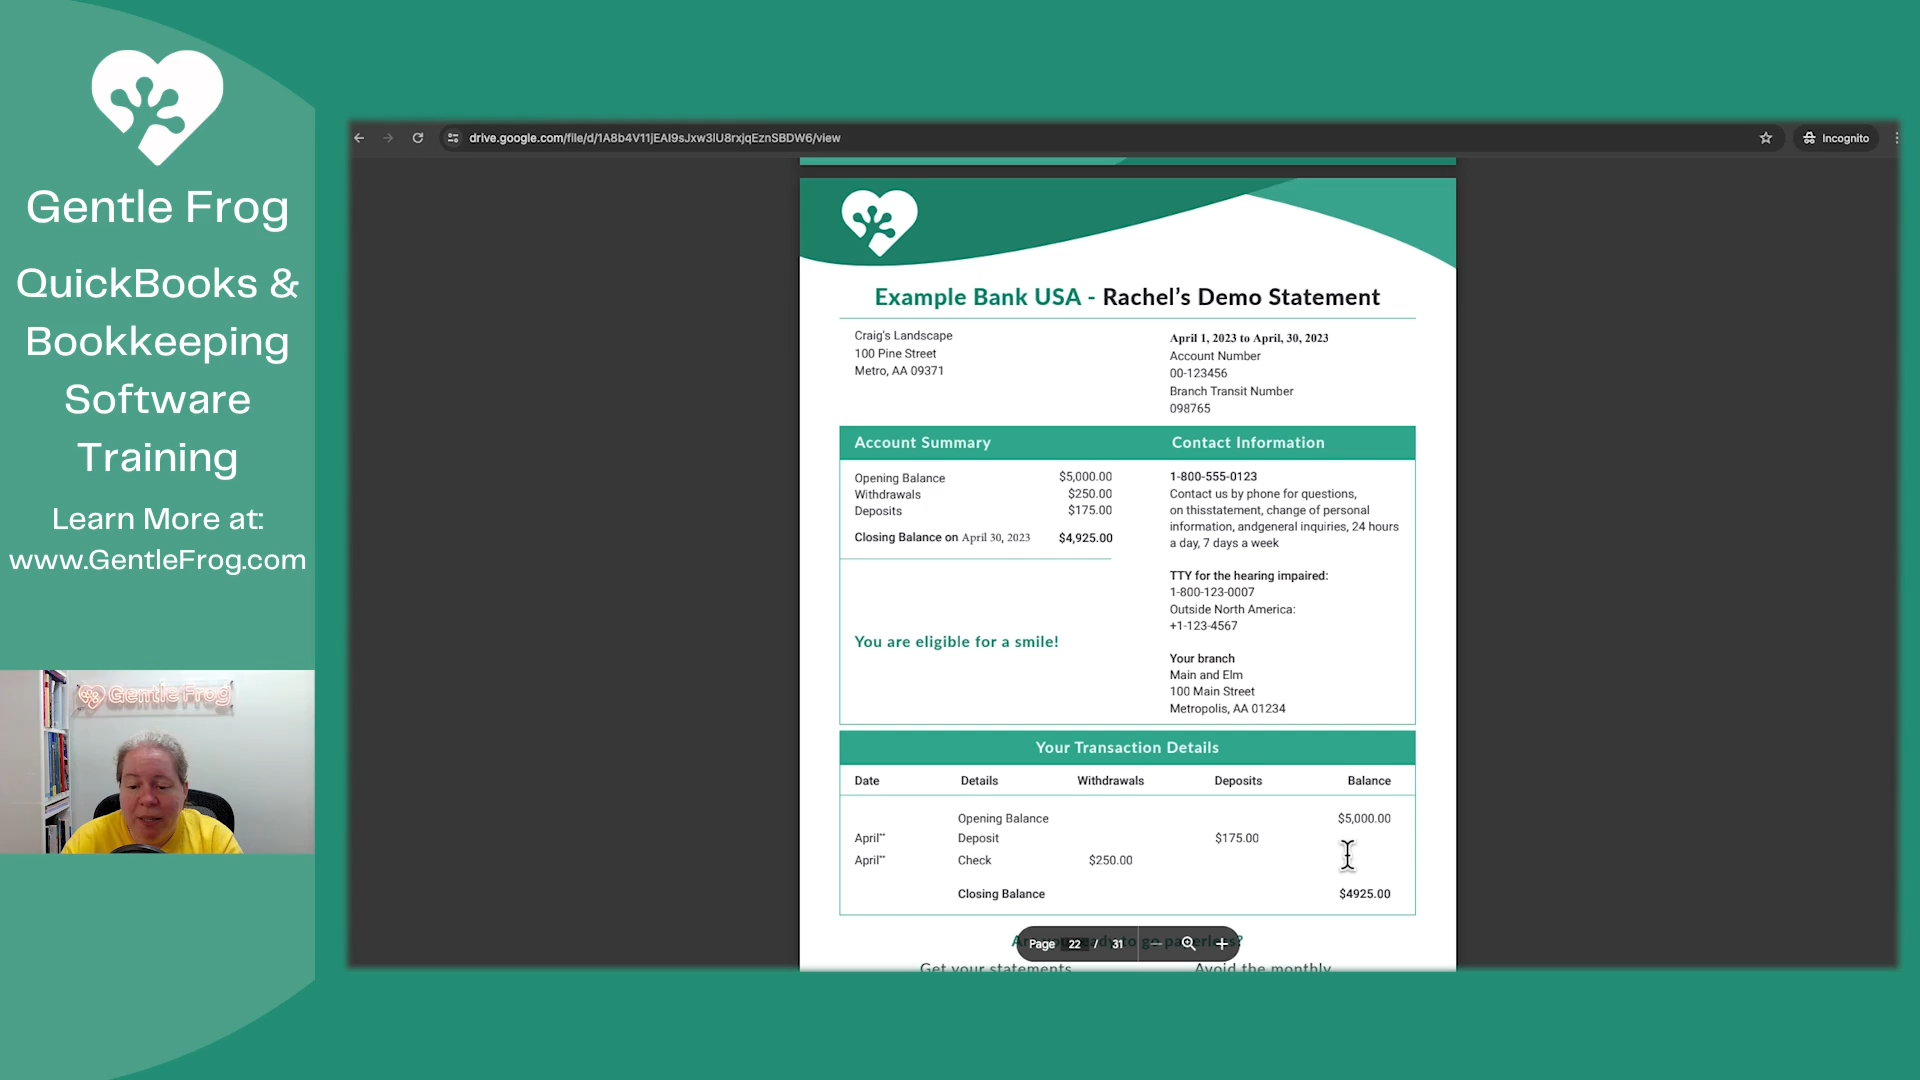 Gentle Frog
QuickBooks &
Bookkeeping
Software
Training
Learn More at:
www.GentleFrog.com
Gentle Frog
drive.google.com/file/d/1A8b4V11jEAI9sJxw3lU8rxjqEznSBDW6/view
Incognito
Example Bank USA - Rachel’s Demo Statement
Craig's Landscape
100 Pine Street
Metro, AA 09371
April 1, 2023 to April, 30, 2023
Account Number
00-123456
Branch Transit Number
098765
Account Summary
Opening Balance $5,000.00
Withdrawals $250.00
Deposits $175.00
Closing Balance on April 30, 2023 $4,925.00
You are eligible for a smile!
Contact Information
1-800-555-0123
Contact us by phone for questions,
on thisstatement, change of personal
information, andgeneral inquiries, 24 hours
a day, 7 days a week
TTY for the hearing impaired:
1-800-123-0007
Outside North America:
+1-123-4567
Your branch
Main and Elm
100 Main Street
Metropolis, AA 01234
Your Transaction Details
Date Details Withdrawals Deposits Balance
Opening Balance $5,000.00
April** Deposit $175.00
April** Check $250.00
Closing Balance $4925.00
Page 22 / 31
Get your statements
Avoid the monthly